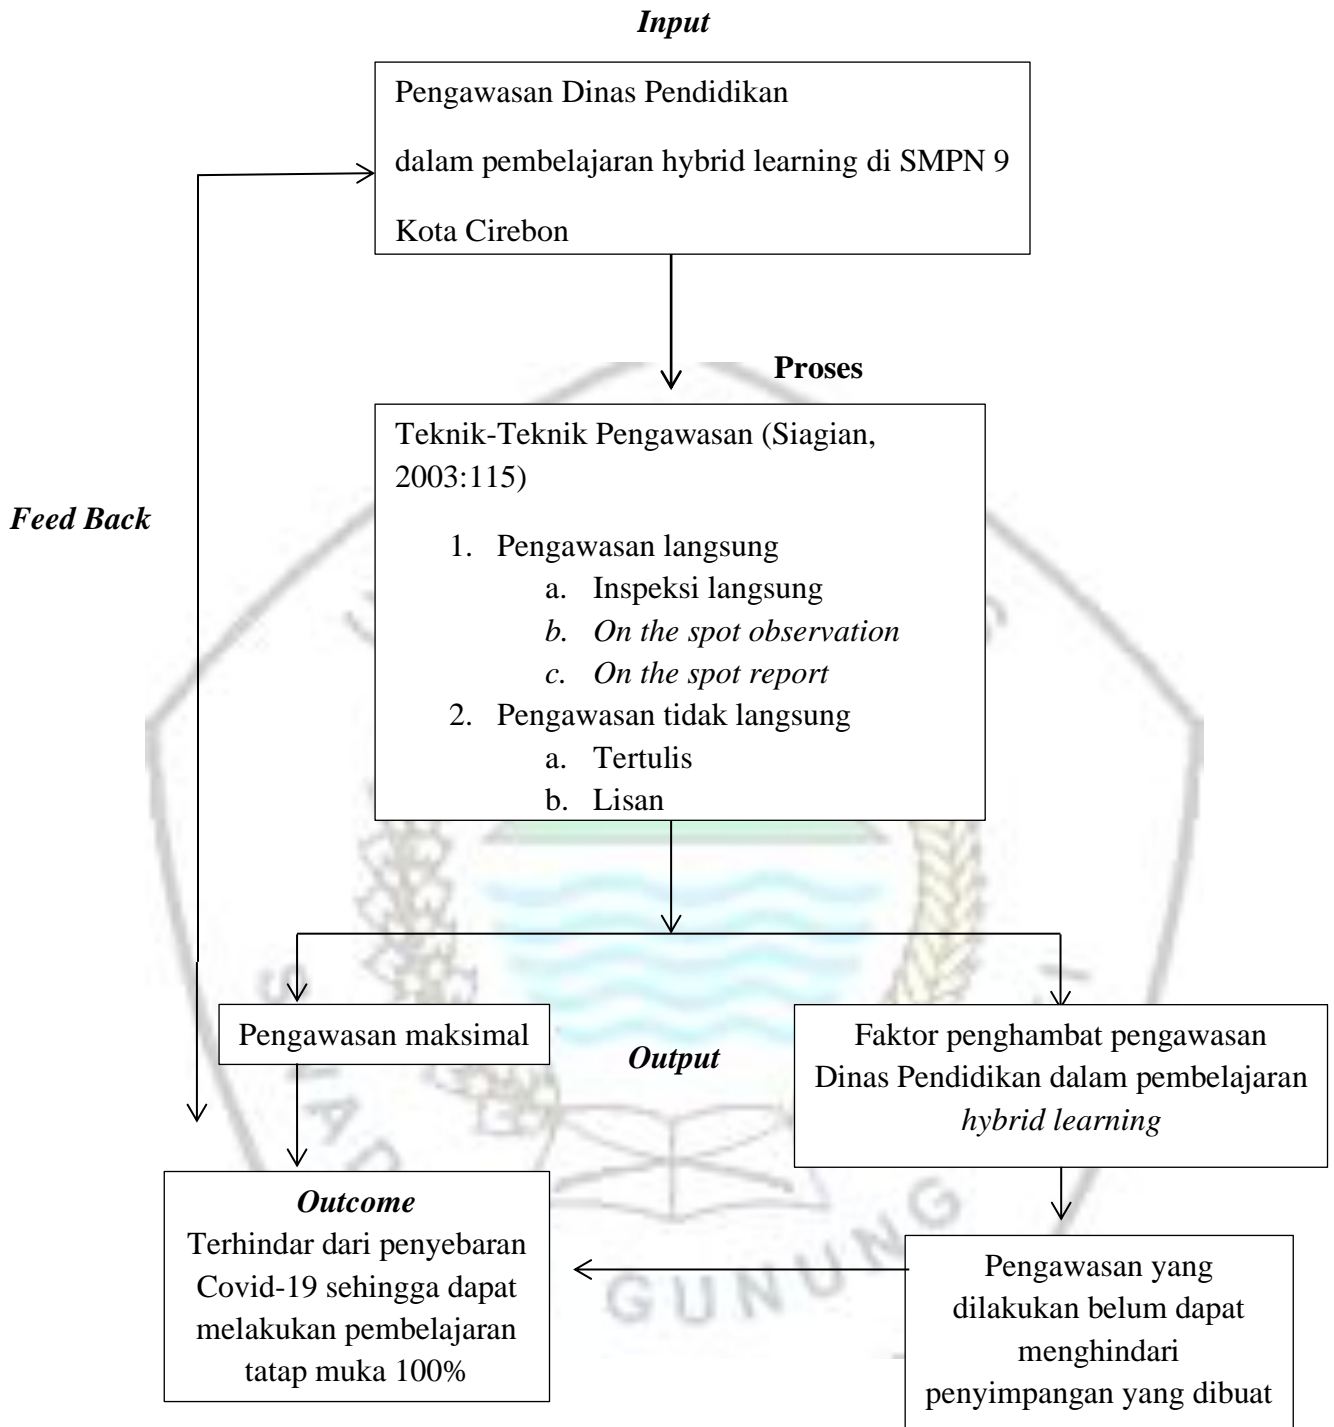 Input
Pengawasan Dinas Pendidikan
dalam pembelajaran hybrid learning di SMPN 9
Kota Cirebon
Proses
Teknik-Teknik Pengawasan (Siagian,
2003:115)
Feed Back
1. Pengawasan langsung
a. Inspeksi langsung
b. On the spot observation
c. On the spot report
2. Pengawasan tidak langsung
a. Tertulis
b. Lisan
Pengawasan maksimal
Output
Faktor penghambat pengawasan
Dinas Pendidikan dalam pembelajaran
hybrid learning
Outcome
Terhindar dari penyebaran
Covid-19 sehingga dapat
melakukan pembelajaran
tatap muka 100%
Pengawasan yang
dilakukan belum dapat
menghindari
penyimpangan yang dibuat
GUNUNG